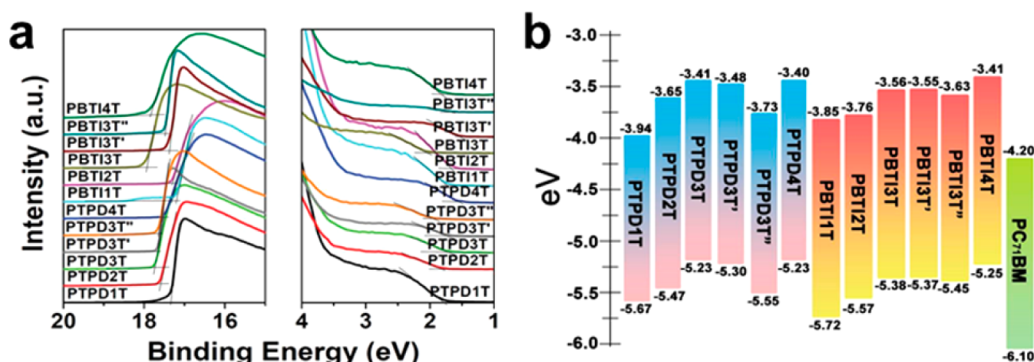 a
Intensity (a.u.)
PBTI4T
PBTI3T"
PBTI3T'
PBTI3T
PBTI2T
PBTI1T
PTPD4T
PTPD3T"
PTPD3T'
PTPD3T
PTPD2T
PTPD1T
20 18 16
PBTI4T
PBTI3T"
PBTI3T'
PBTI3T
PBTI2T
PBTI1T
PTPD4T
PTPD3T"
PTPD3T'
PTPD3T
PTPD2T
PTPD1T
4 3 2 1
Binding Energy (eV)
b
eV
-3.0
-3.5
-4.0
-4.5
-5.0
-5.5
-6.0
-3.94
PTPD1T
-5.67
-3.65
PTPD2T
-5.47
-3.41
PTPD3T
-5.23
-3.48
PTPD3T'
-5.30
-3.73
PTPD3T"
-5.55
-3.40
PTPD4T
-5.23
-3.85
PBTI1T
-5.72
-3.76
PBTI2T
-5.57
-3.56
PBTI3T
-5.38
-3.55
PBTI3T'
-5.37
-3.63
PBTI3T"
-5.45
-3.41
PBTI4T
-5.25
-4.20
PC71BM
-6.10